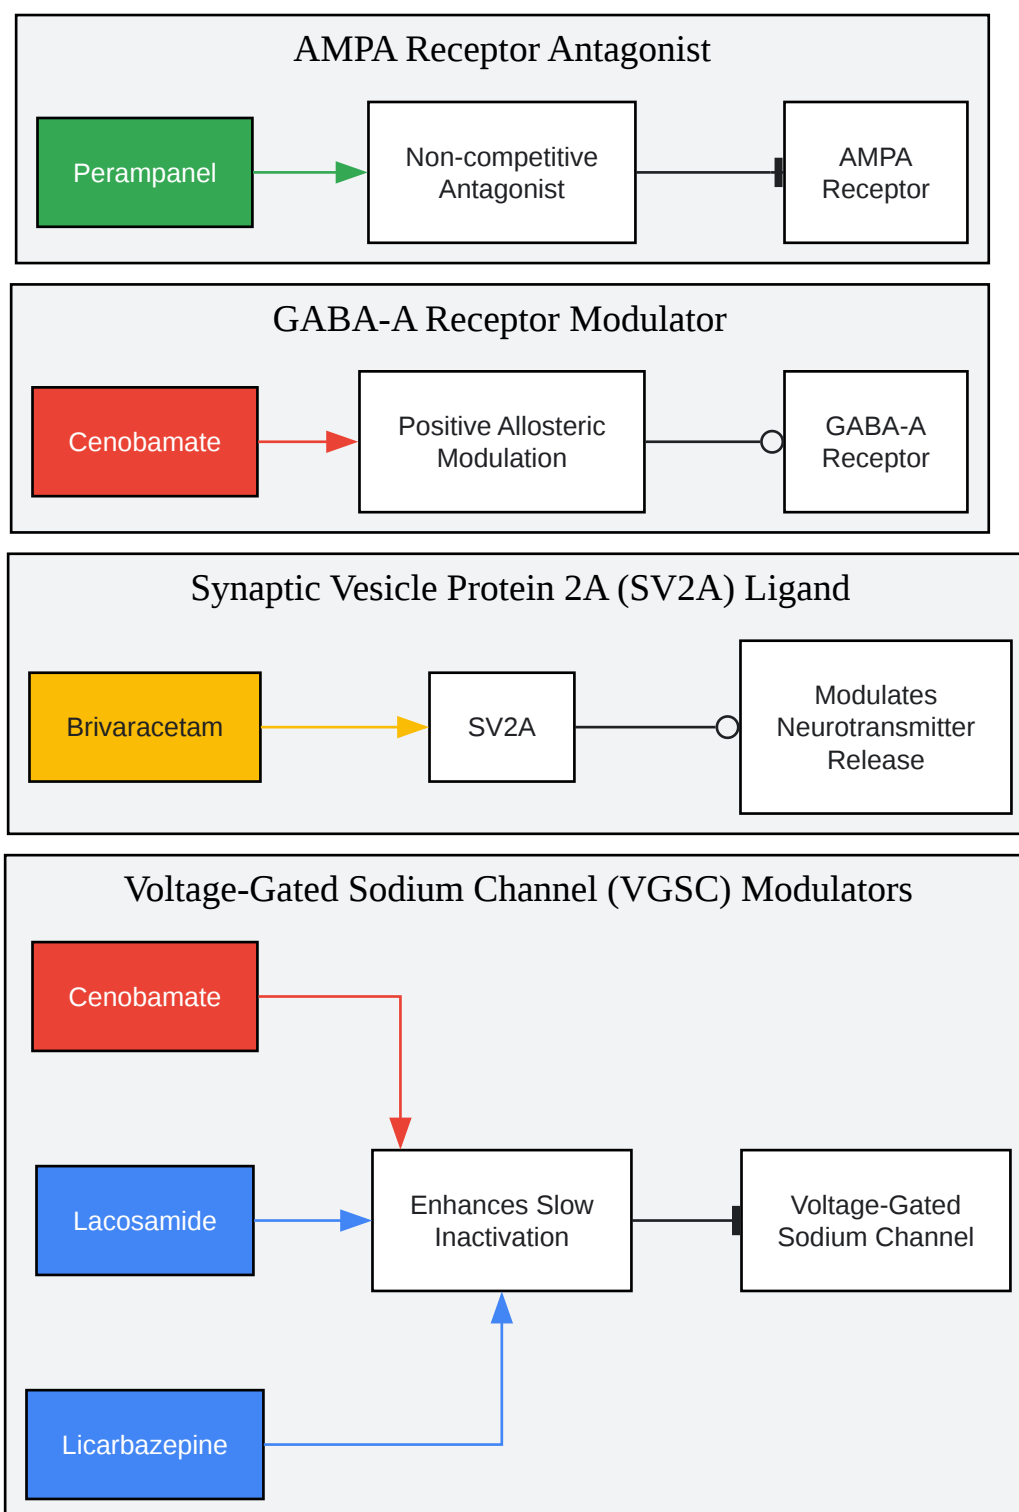 AMPA Receptor Antagonist
Perampanel
Non-competitive
Antagonist
AMPA
Receptor
GABA-A Receptor Modulator
Cenobamate
Positive Allosteric
Modulation
GABA-A
Receptor
Synaptic Vesicle Protein 2A (SV2A) Ligand
Brivaracetam
SV2A
Modulates
Neurotransmitter
Release
Voltage-Gated Sodium Channel (VGSC) Modulators
Cenobamate
Lacosamide
Enhances Slow
Inactivation
Voltage-Gated
Sodium Channel
Licarbazepine